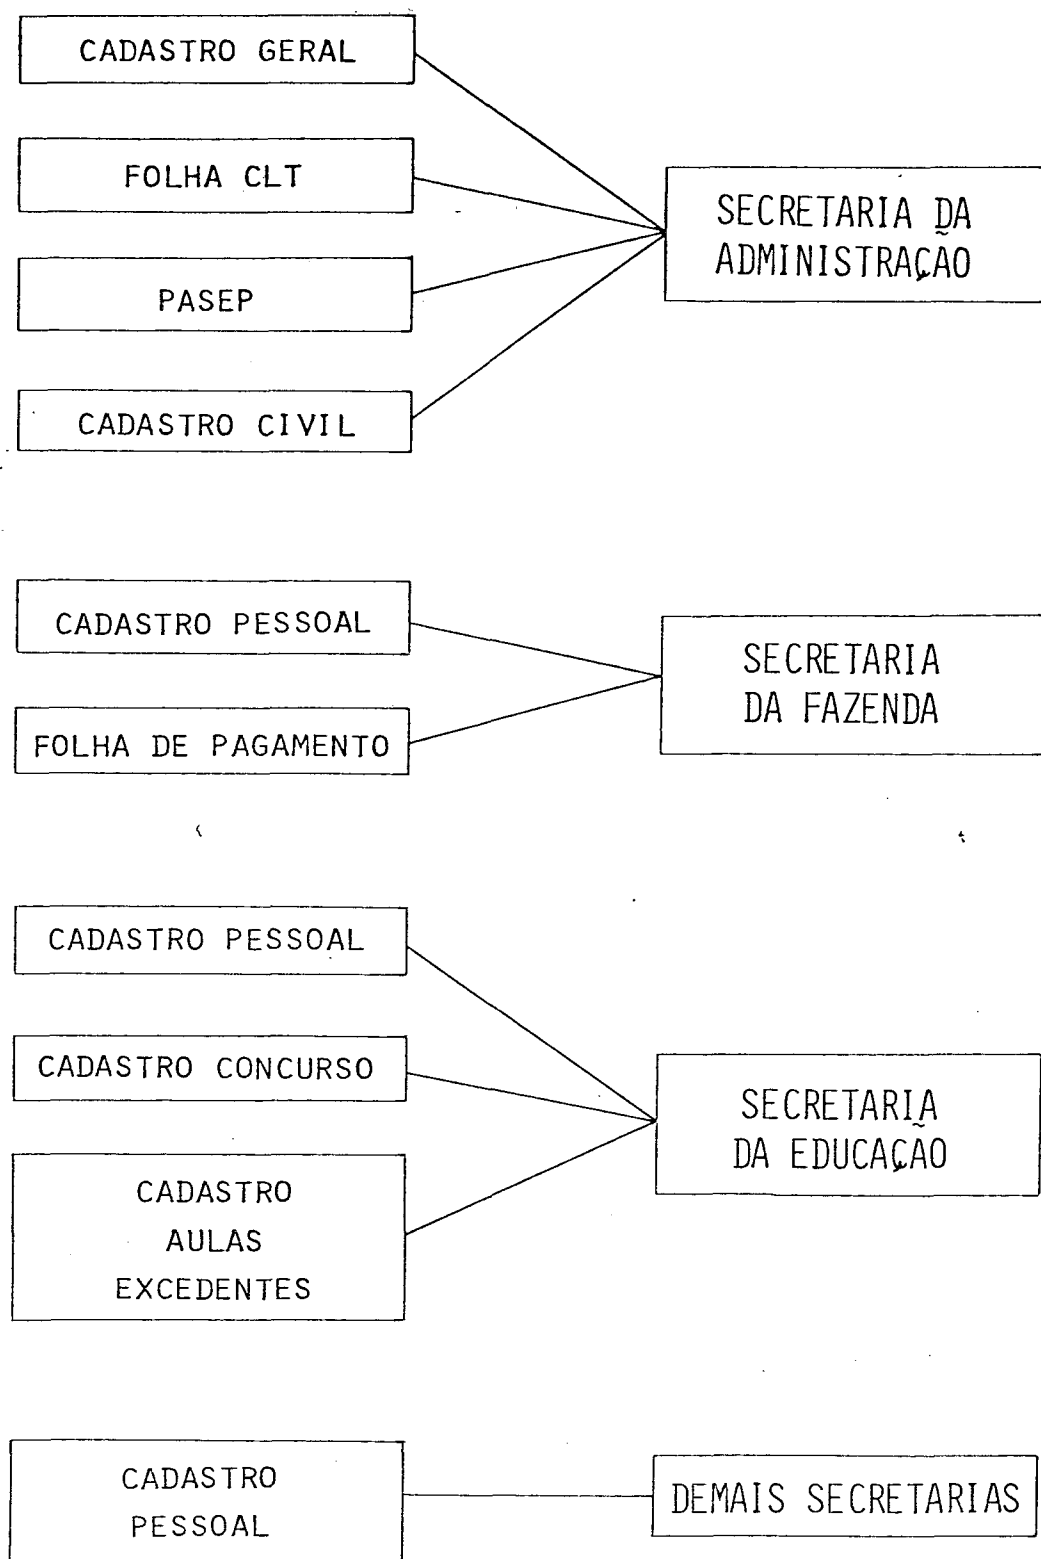 CADASTRO GERAL
FOLHA CLT
PASEP
CADASTRO CIVIL
SECRETARIA DA
ADMINISTRAÇÃO
CADASTRO PESSOAL
FOLHA DE PAGAMENTO
SECRETARIA
DA FAZENDA
CADASTRO PESSOAL
CADASTRO CONCURSO
CADASTRO
AULAS
EXCEDENTES
SECRETARIA
DA EDUCAÇÃO
CADASTRO
PESSOAL
DEMAIS SECRETARIAS